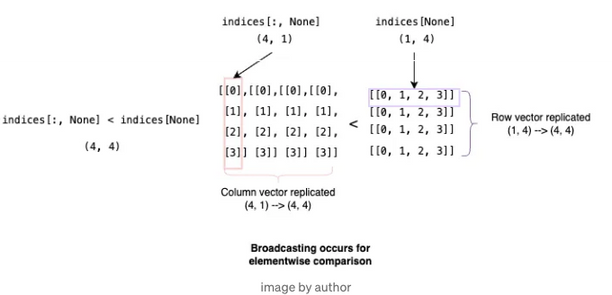 indices[:, None]
(4, 1)
indices[None]
(1, 4)
indices[:, None] < indices[None]
(4, 4)
[[0],[[0],[[0],[[0],
[1], [1], [1], [1],
[2], [2], [2], [2],
[3]] [3]] [3]] [3]]
<
[[0, 1, 2, 3]]
[[0, 1, 2, 3]]
[[0, 1, 2, 3]]
[[0, 1, 2, 3]]
Row vector replicated
(1, 4) --> (4, 4)
Column vector replicated
(4, 1) --> (4, 4)
Broadcasting occurs for
elementwise comparison
image by author